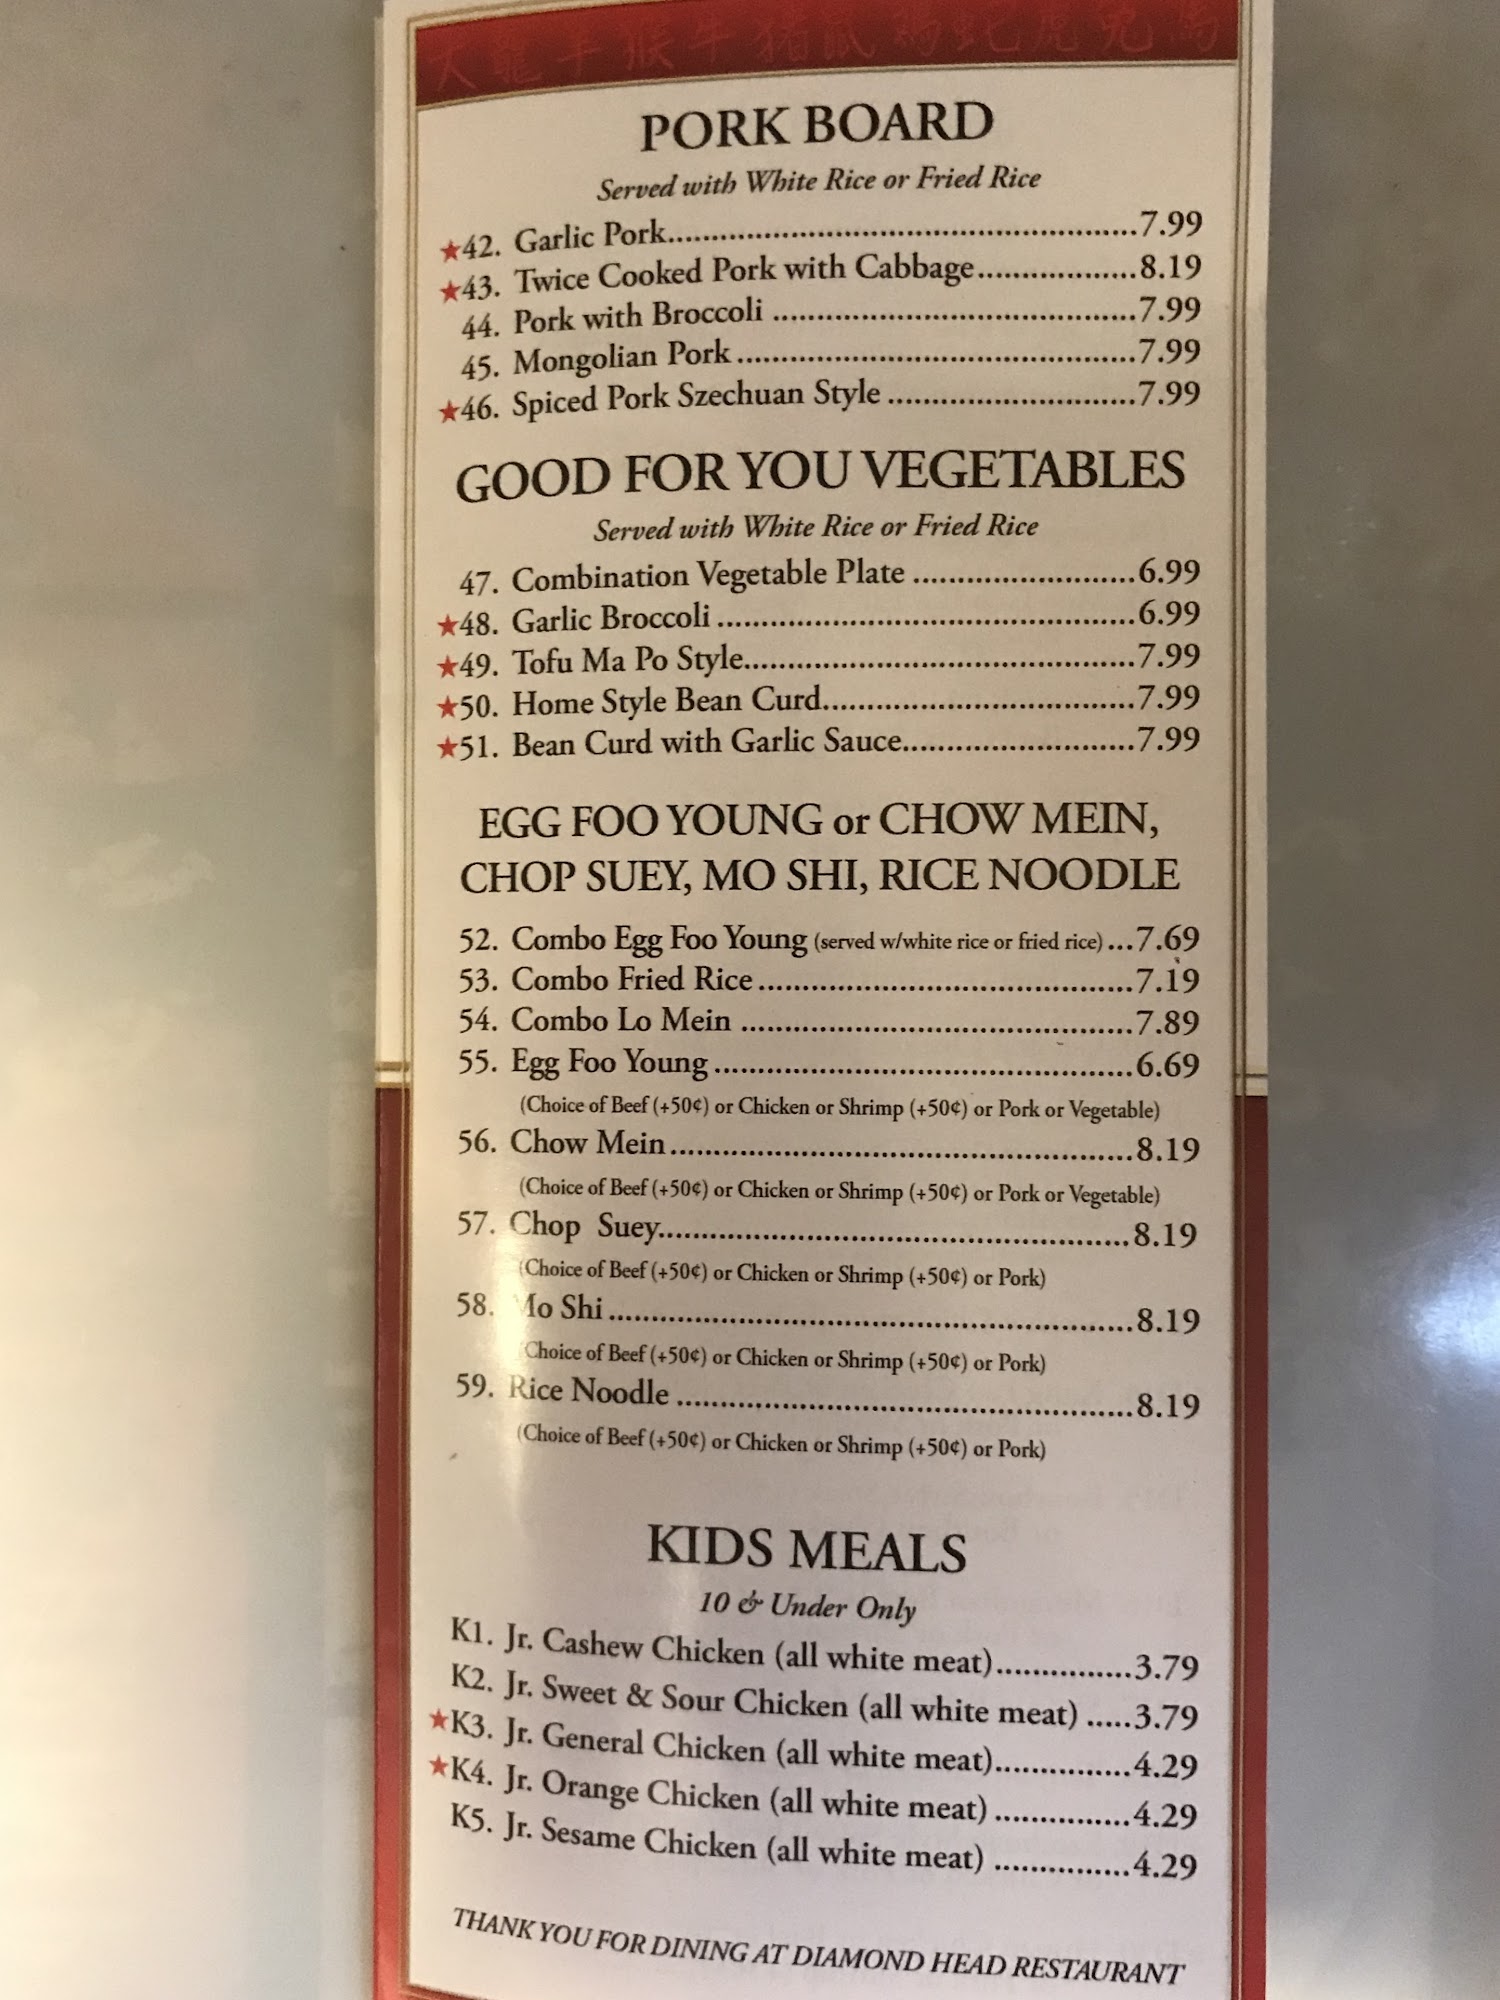 犬龍羊猴牛豬鼠鷄蛇虎兔馬
PORK BOARD
Served with White Rice or Fried Rice
★42. Garlic Pork....................................................7.99
★43. Twice Cooked Pork with Cabbage..................8.19
44. Pork with Broccoli ........................................7.99
45. Mongolian Pork............................................7.99
★46. Spiced Pork Szechuan Style ...........................7.99
GOOD FOR YOU VEGETABLES
Served with White Rice or Fried Rice
47. Combination Vegetable Plate .........................6.99
★48. Garlic Broccoli ..............................................6.99
★49. Tofu Ma Po Style...........................................7.99
★50. Home Style Bean Curd...................................7.99
★51. Bean Curd with Garlic Sauce..........................7.99
EGG FOO YOUNG or CHOW MEIN,
CHOP SUEY, MO SHI, RICE NOODLE
52. Combo Egg Foo Young (served w/white rice or fried rice) ...7.69
53. Combo Fried Rice..........................................7.19
54. Combo Lo Mein ...........................................7.89
55. Egg Foo Young ..............................................6.69
(Choice of Beef (+50¢) or Chicken or Shrimp (+50¢) or Pork or Vegetable)
56. Chow Mein...................................................8.19
(Choice of Beef (+50¢) or Chicken or Shrimp (+50¢) or Pork or Vegetable)
57. Chop Suey....................................................8.19
(Choice of Beef (+50¢) or Chicken or Shrimp (+50¢) or Pork)
58. Mo Shi..........................................................8.19
(Choice of Beef (+50¢) or Chicken or Shrimp (+50¢) or Pork)
59. Rice Noodle ..................................................8.19
(Choice of Beef (+50¢) or Chicken or Shrimp (+50¢) or Pork)
KIDS MEALS
10 & Under Only
K1. Jr. Cashew Chicken (all white meat)...............3.79
K2. Jr. Sweet & Sour Chicken (all white meat) .....3.79
★K3. Jr. General Chicken (all white meat)...............4.29
★K4. Jr. Orange Chicken (all white meat) ...............4.29
K5. Jr. Sesame Chicken (all white meat) ...............4.29
THANK YOU FOR DINING AT DIAMOND HEAD RESTAURANT